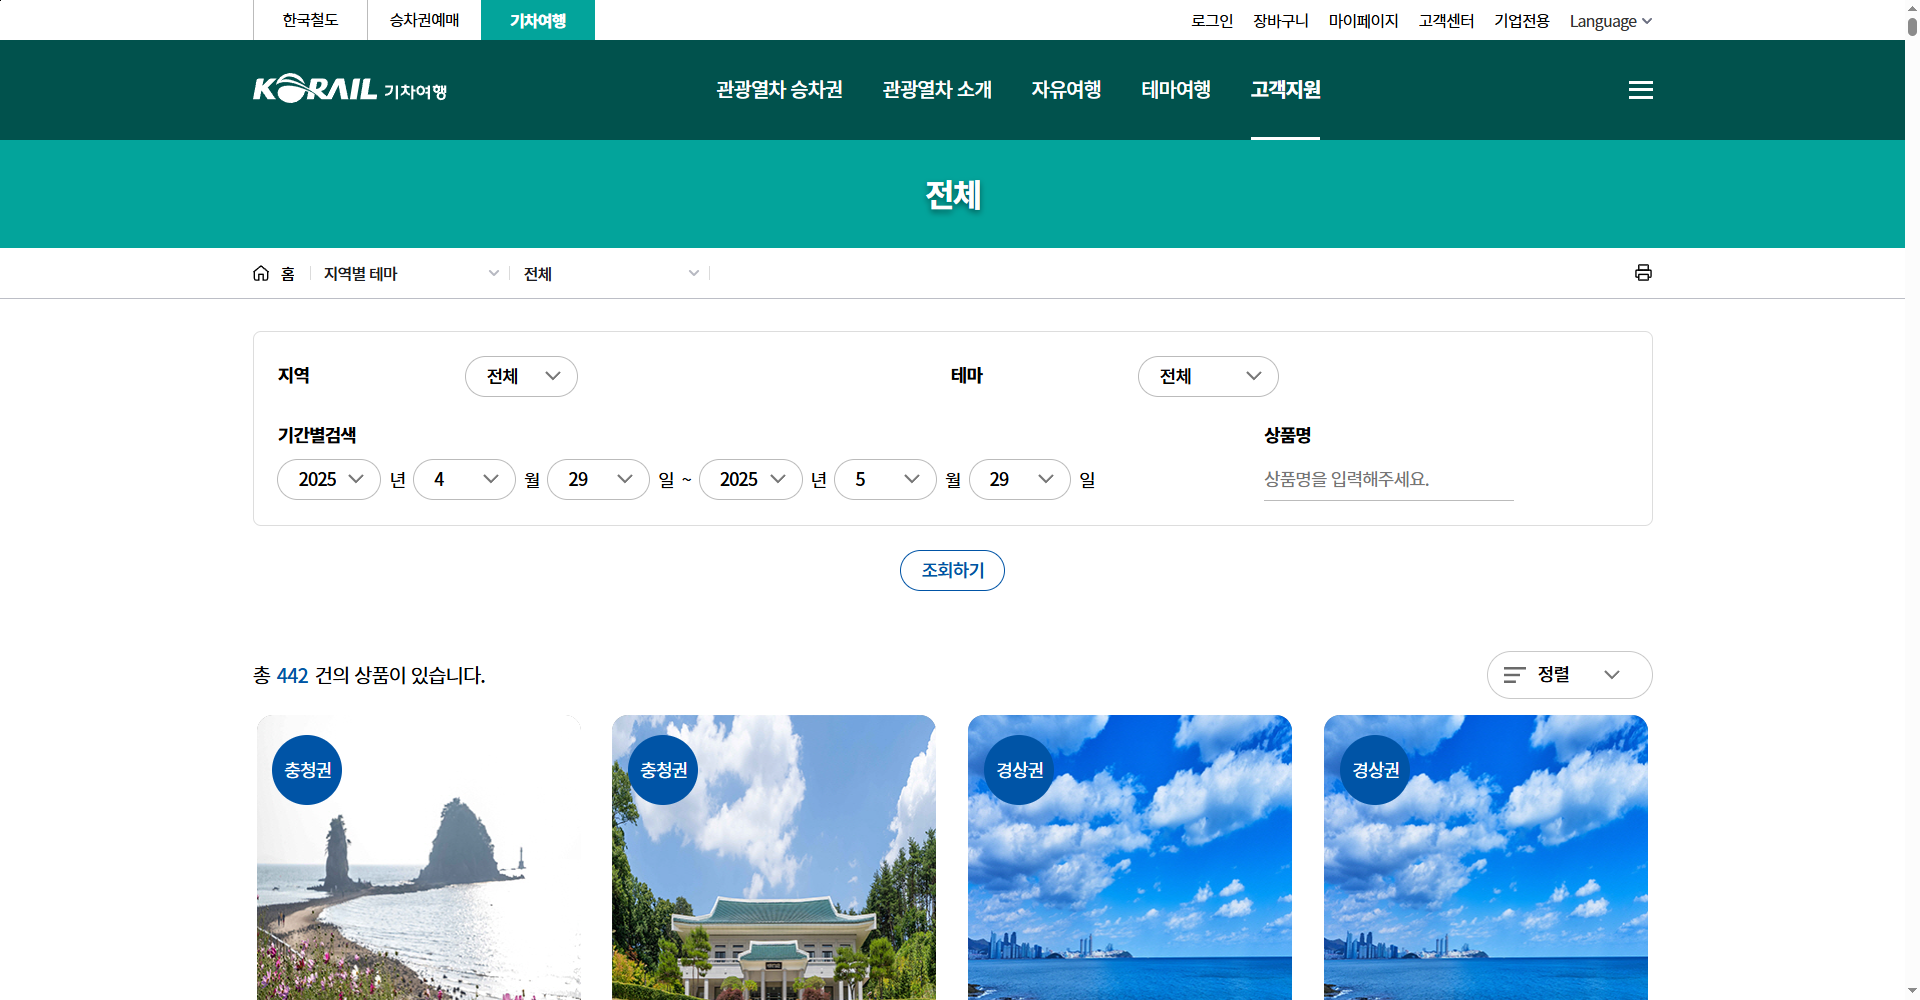 한국철도 승차권예매 기차여행 로그인 장바구니 마이페이지 고객센터 기업전용 Language
KORAIL 기차여행 관광열차 승차권 관광열차 소개 자유여행 테마여행 고객지원
전체
홈 지역별 테마 전체
지역 전체 테마 전체
기간별검색 상품명
2025 년 4 월 29 일 ~ 2025 년 5 월 29 일 상품명을 입력해주세요.
조회하기
총 442 건의 상품이 있습니다. 정렬
충청권 충청권 경상권 경상권